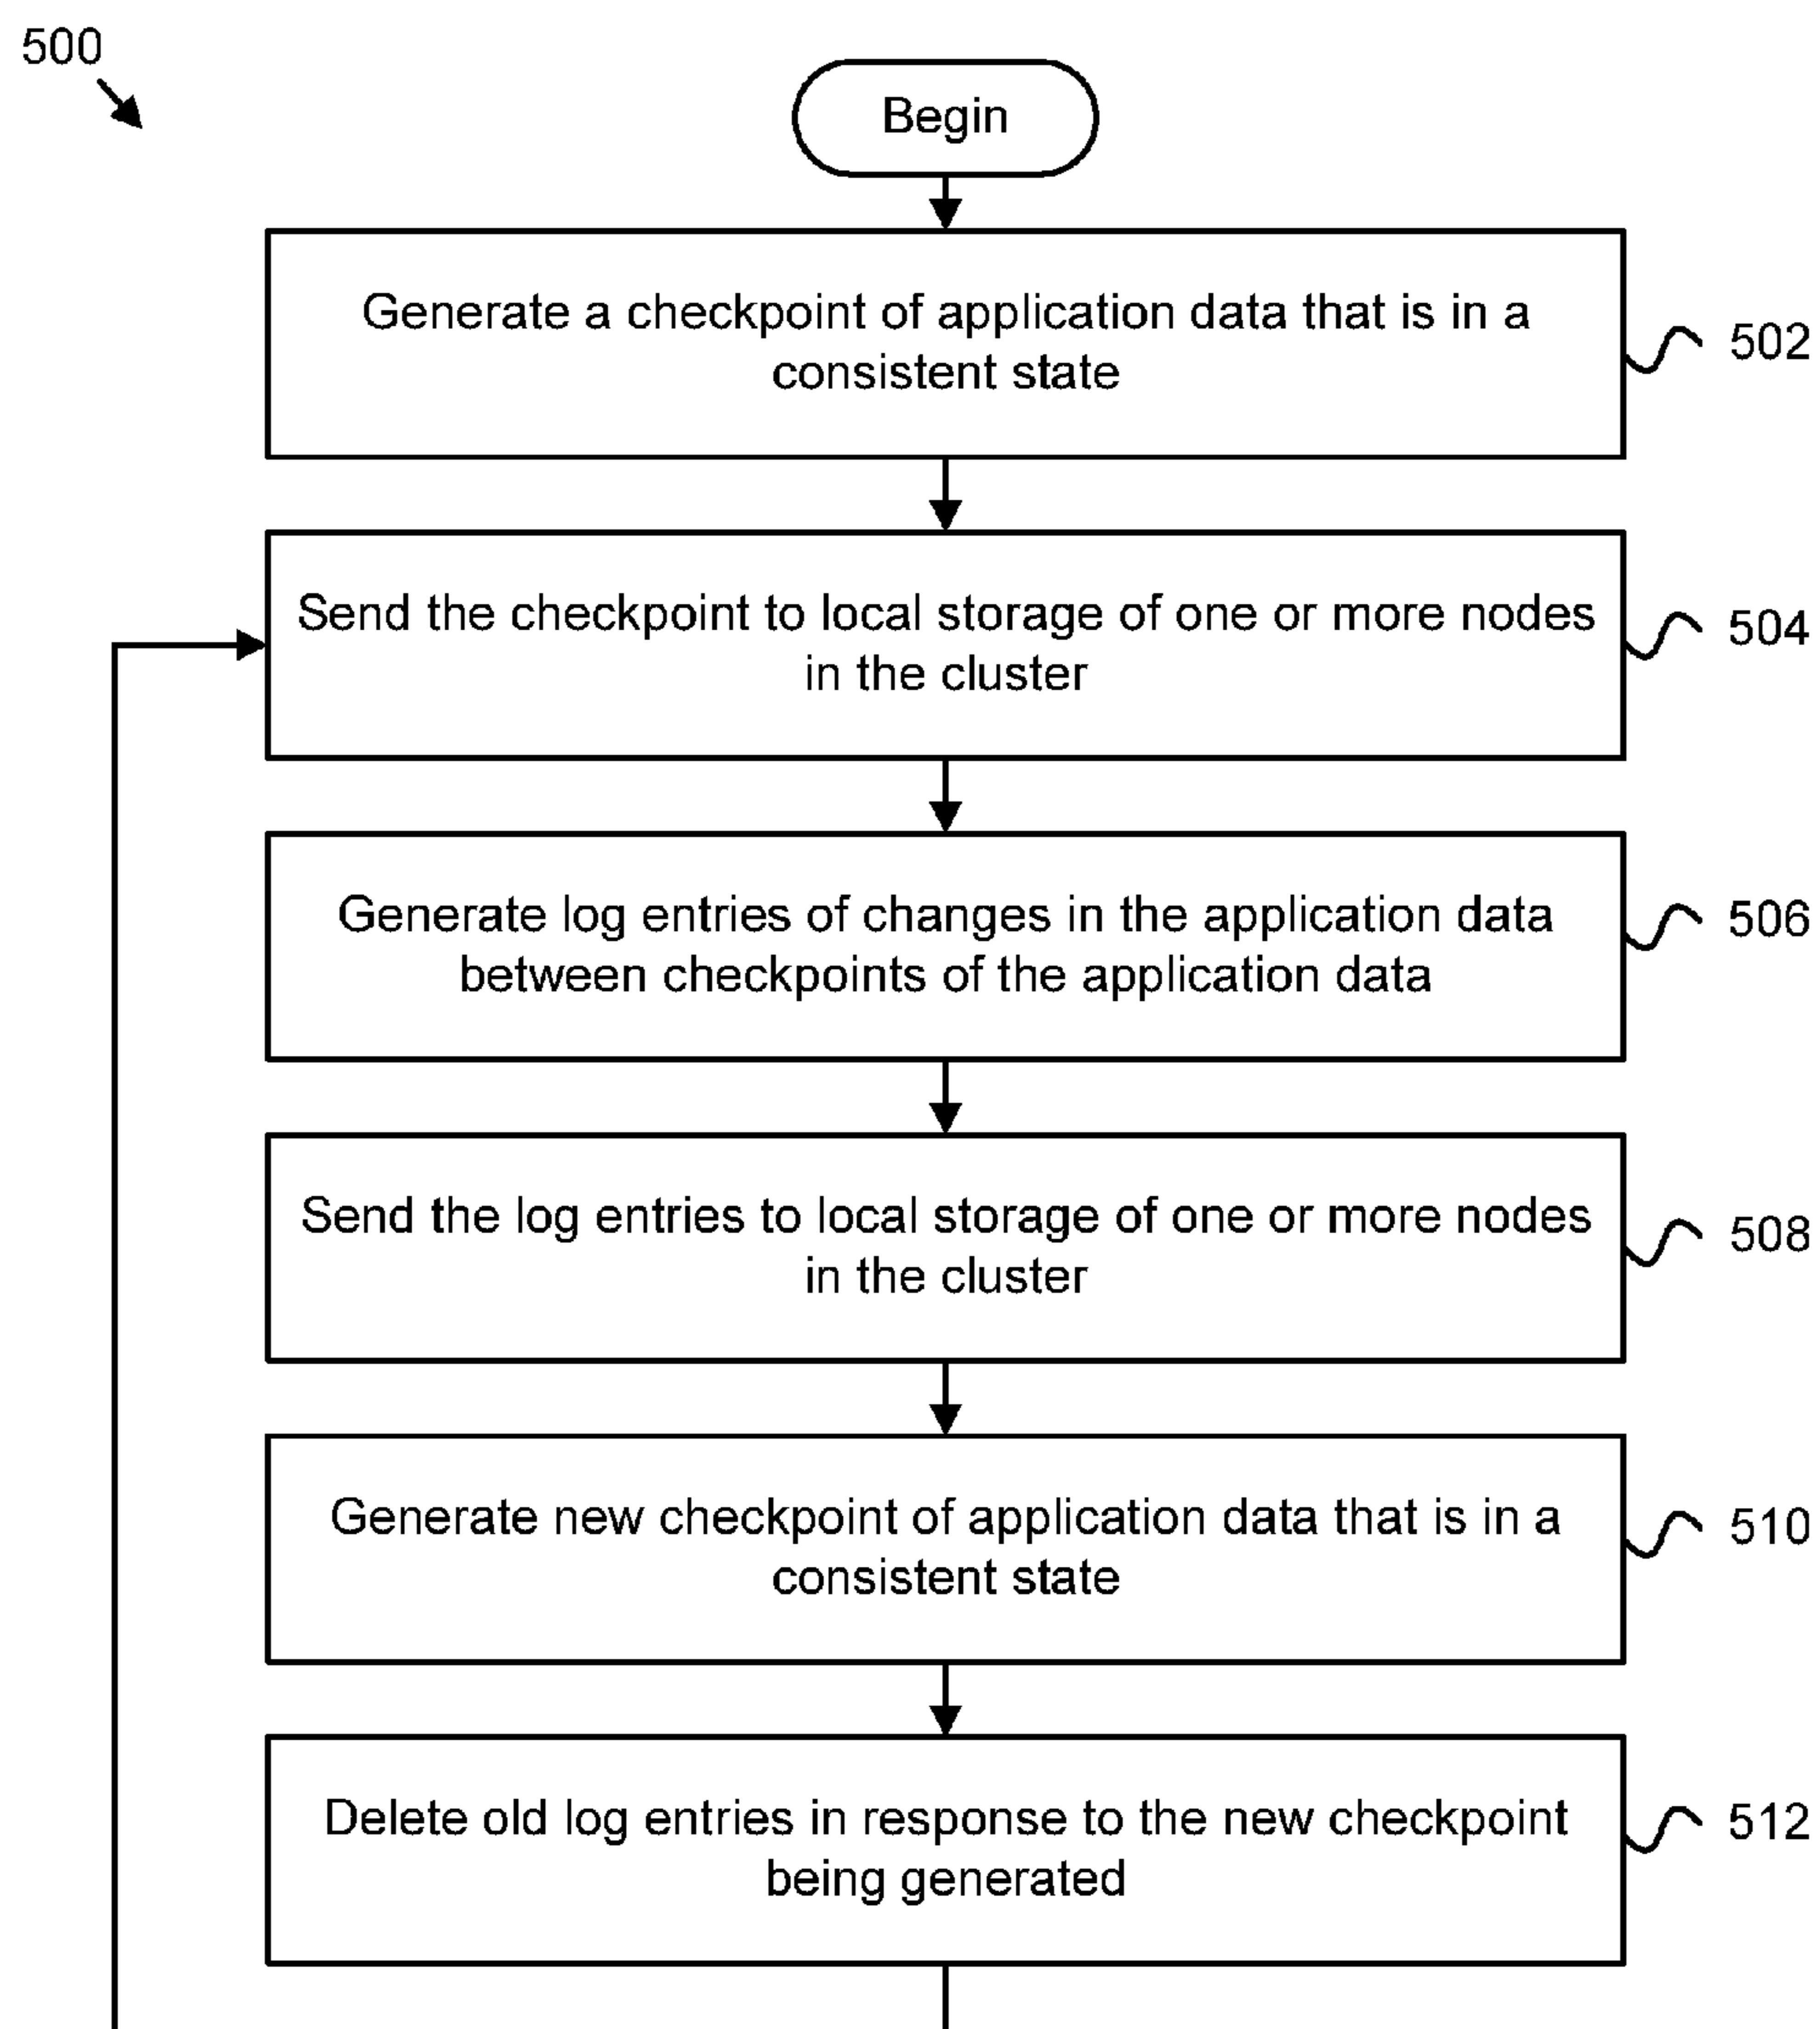 500
Begin
Generate a checkpoint of application data that is in a
consistent state
502
Send the checkpoint to local storage of one or more nodes
in the cluster
504
Generate log entries of changes in the application data
between checkpoints of the application data
506
Send the log entries to local storage of one or more nodes
in the cluster
508
Generate new checkpoint of application data that is in a
consistent state
510
Delete old log entries in response to the new checkpoint
being generated
512